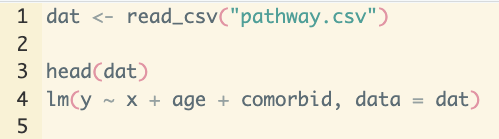 1 dat <- read_csv("pathway.csv")
2
3 head(dat)
4 lm(y ~ x + age + comorbid, data = dat)
5